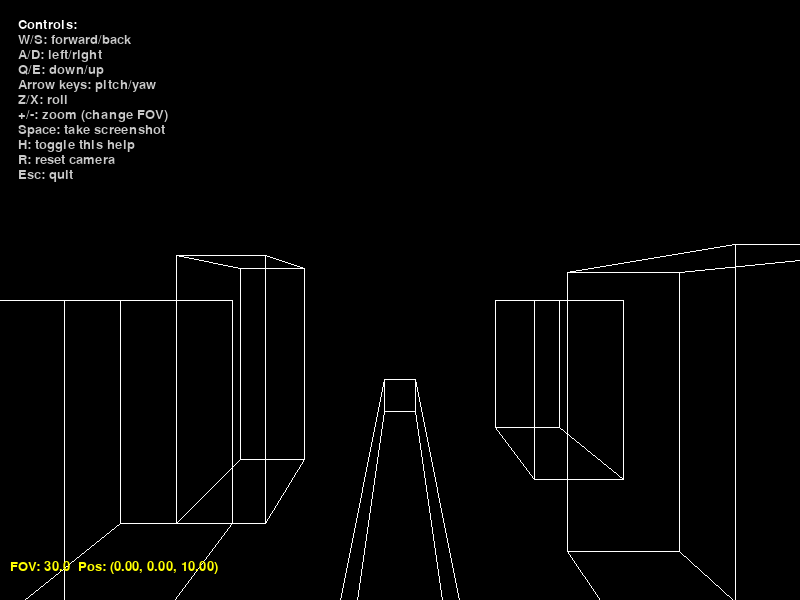 Controls:
W/S: forward/back
A/D: left/right
Q/E: down/up
Arrow keys: pitch/yaw
Z/X: roll
+/-: zoom (change FOV)
Space: take screenshot
H: toggle this help
R: reset camera
Esc: quit
FOV: 30.0  Pos: (0.00, 0.00, 10.00)